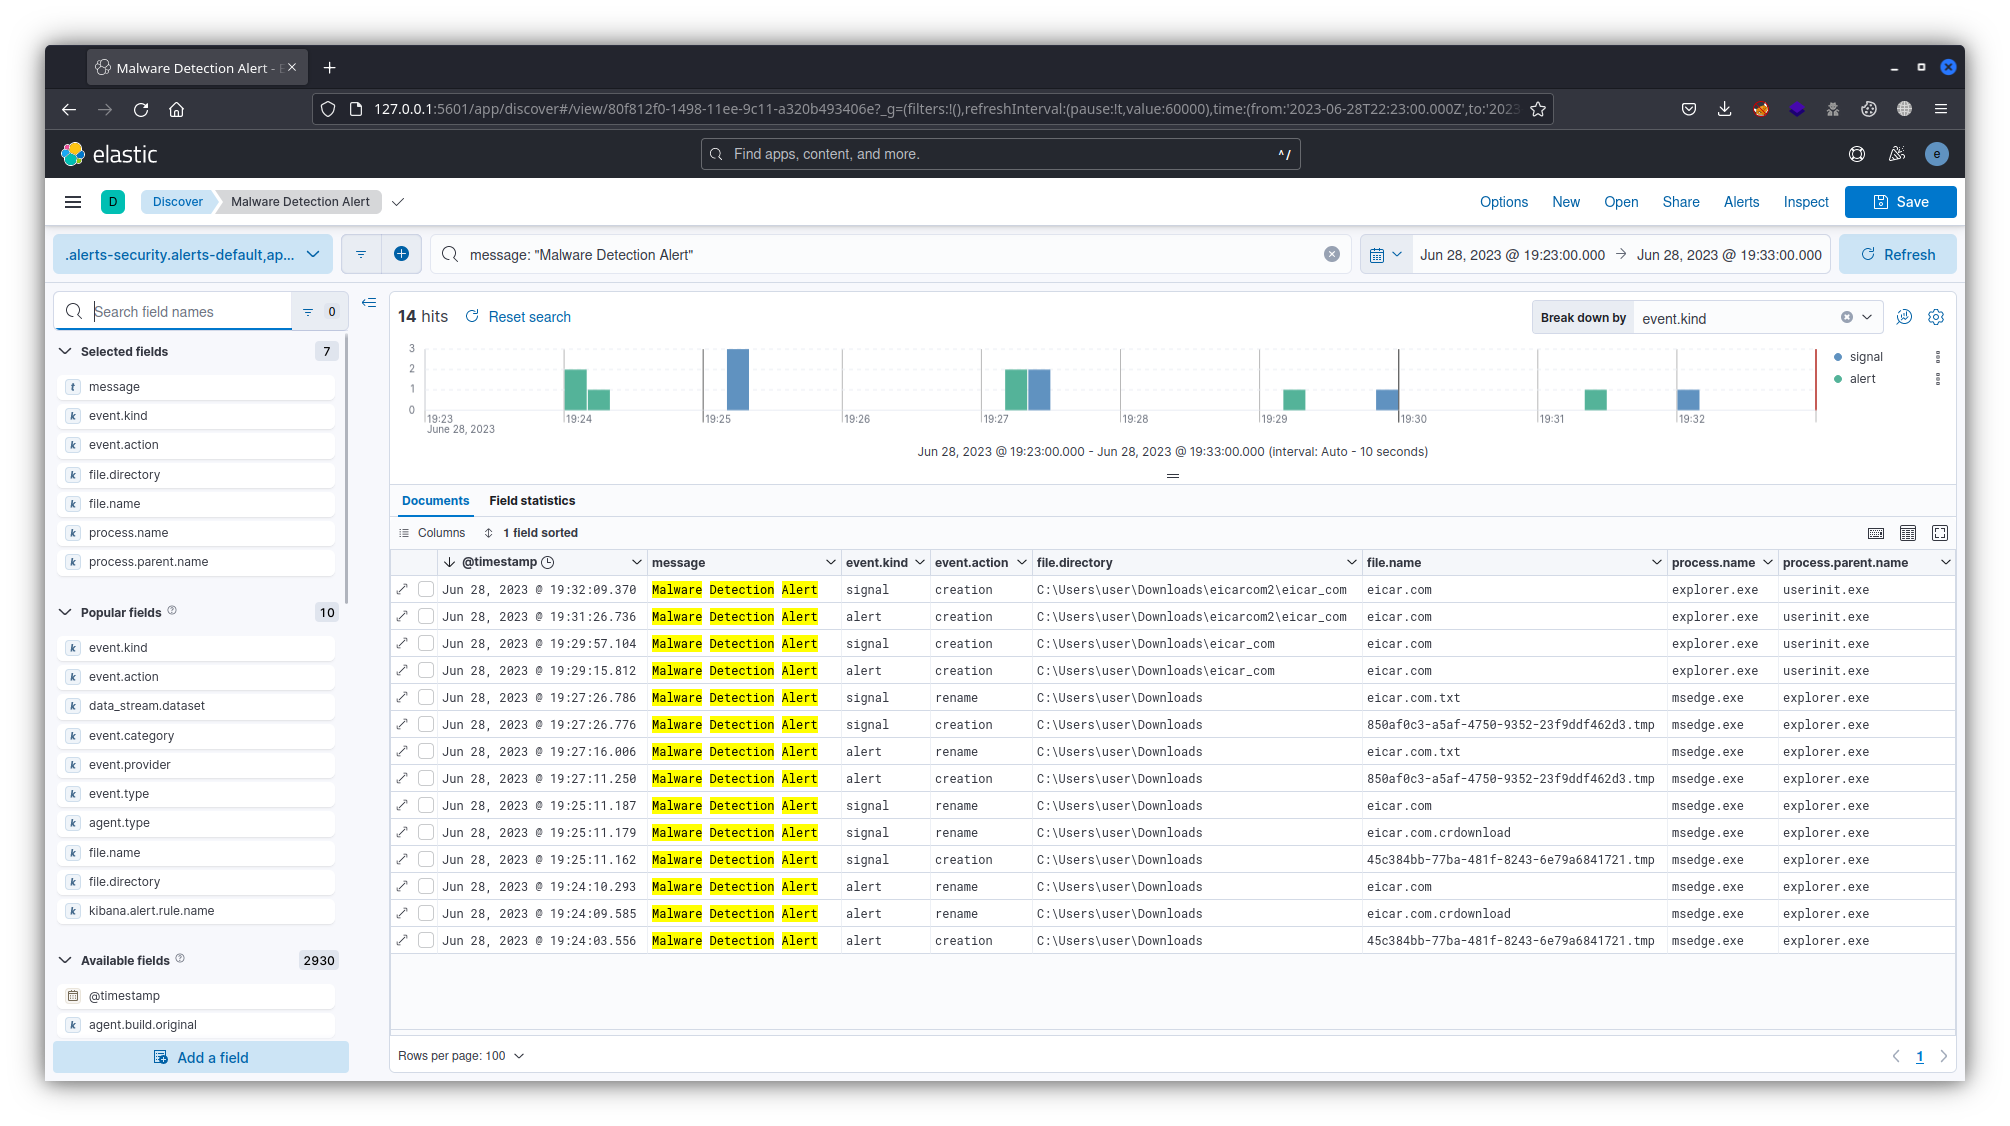 Malware Detection Alert - E
127.0.0.1:5601/app/discover#/view/80f812f0-1498-11ee-9c11-a320b493406e?_g=(filters:!(),refreshInterval:(pause:!t,value:60000),time:(from:'2023-06-28T22:23:00.000Z',to:'2023
elastic
Find apps, content, and more. ^/
e
D Discover Malware Detection Alert Options New Open Share Alerts Inspect Save
.alerts-security.alerts-default,ap... message: "Malware Detection Alert" Jun 28, 2023 @ 19:23:00.000 → Jun 28, 2023 @ 19:33:00.000 Refresh
Search field names 0
Selected fields 7
t message
k event.kind
k event.action
k file.directory
k file.name
k process.name
k process.parent.name
Popular fields 10
k event.kind
k event.action
k data_stream.dataset
k event.category
k event.provider
k event.type
k agent.type
k file.name
k file.directory
k kibana.alert.rule.name
Available fields 2930
@timestamp
k agent.build.original
Add a field
14 hits Reset search Break down by event.kind
3
2
1
0
19:23 19:24 19:25 19:26 19:27 19:28 19:29 19:30 19:31 19:32
June 28, 2023
signal
alert
Jun 28, 2023 @ 19:23:00.000 - Jun 28, 2023 @ 19:33:00.000 (interval: Auto - 10 seconds)
Documents Field statistics
Columns 1 field sorted
@timestamp message event.kind event.action file.directory file.name process.name process.parent.name
Jun 28, 2023 @ 19:32:09.370 Malware Detection Alert signal creation C:\Users\user\Downloads\eicarcom2\eicar_com eicar.com explorer.exe userinit.exe
Jun 28, 2023 @ 19:31:26.736 Malware Detection Alert alert creation C:\Users\user\Downloads\eicarcom2\eicar_com eicar.com explorer.exe userinit.exe
Jun 28, 2023 @ 19:29:57.104 Malware Detection Alert signal creation C:\Users\user\Downloads\eicar_com eicar.com explorer.exe userinit.exe
Jun 28, 2023 @ 19:29:15.812 Malware Detection Alert alert creation C:\Users\user\Downloads\eicar_com eicar.com explorer.exe userinit.exe
Jun 28, 2023 @ 19:27:26.786 Malware Detection Alert signal rename C:\Users\user\Downloads eicar.com.txt msedge.exe explorer.exe
Jun 28, 2023 @ 19:27:26.776 Malware Detection Alert signal creation C:\Users\user\Downloads 850af0c3-a5af-4750-9352-23f9ddf462d3.tmp msedge.exe explorer.exe
Jun 28, 2023 @ 19:27:16.006 Malware Detection Alert alert rename C:\Users\user\Downloads eicar.com.txt msedge.exe explorer.exe
Jun 28, 2023 @ 19:27:11.250 Malware Detection Alert alert creation C:\Users\user\Downloads 850af0c3-a5af-4750-9352-23f9ddf462d3.tmp msedge.exe explorer.exe
Jun 28, 2023 @ 19:25:11.187 Malware Detection Alert signal rename C:\Users\user\Downloads eicar.com msedge.exe explorer.exe
Jun 28, 2023 @ 19:25:11.179 Malware Detection Alert signal rename C:\Users\user\Downloads eicar.com.crdownload msedge.exe explorer.exe
Jun 28, 2023 @ 19:25:11.162 Malware Detection Alert signal creation C:\Users\user\Downloads 45c384bb-77ba-481f-8243-6e79a6841721.tmp msedge.exe explorer.exe
Jun 28, 2023 @ 19:24:10.293 Malware Detection Alert alert rename C:\Users\user\Downloads eicar.com msedge.exe explorer.exe
Jun 28, 2023 @ 19:24:09.585 Malware Detection Alert alert rename C:\Users\user\Downloads eicar.com.crdownload msedge.exe explorer.exe
Jun 28, 2023 @ 19:24:03.556 Malware Detection Alert alert creation C:\Users\user\Downloads 45c384bb-77ba-481f-8243-6e79a6841721.tmp msedge.exe explorer.exe
Rows per page: 100 1